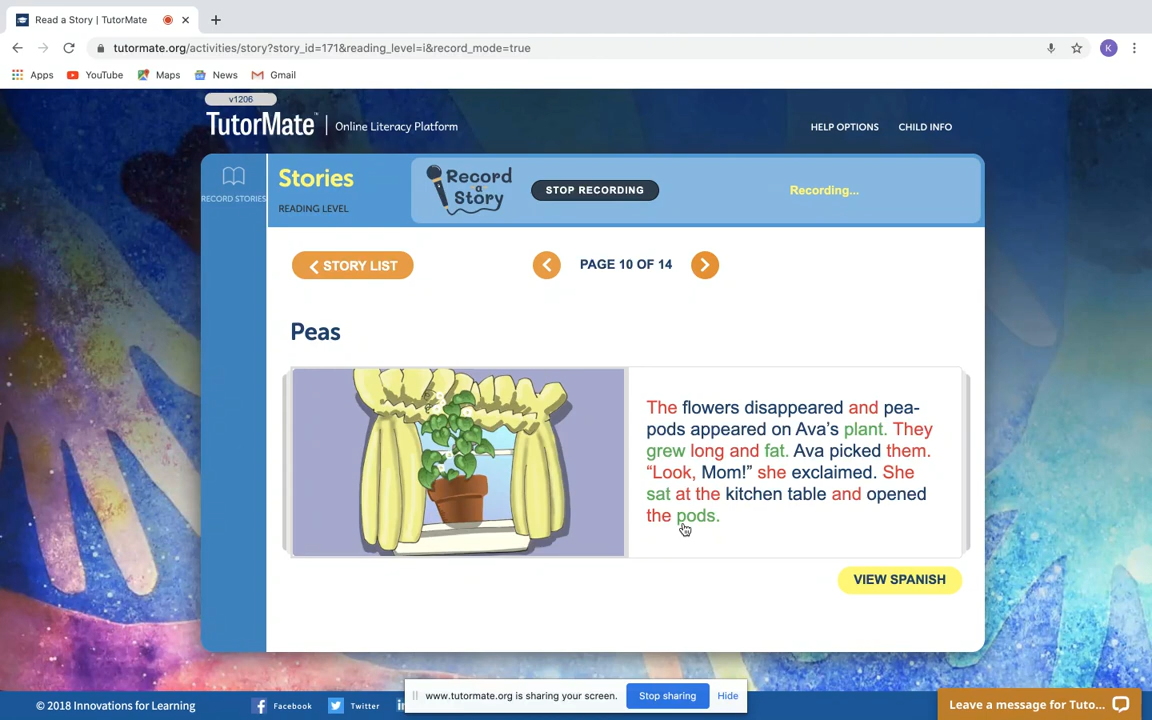 Read a Story | TutorMate
tutormate.org/activities/story?story_id=171&reading_level=i&record_mode=true
K
Apps YouTube Maps News Gmail
v1206
TutorMate™ | Online Literacy Platform
HELP OPTIONS CHILD INFO
RECORD STORIES
Stories
READING LEVEL
Record
a
Story
STOP RECORDING
Recording...
STORY LIST
PAGE 10 OF 14
Peas
The flowers disappeared and pea-
pods appeared on Ava's plant. They
grew long and fat. Ava picked them.
“Look, Mom!” she exclaimed. She
sat at the kitchen table and opened
the pods.
VIEW SPANISH
www.tutormate.org is sharing your screen. Stop sharing Hide
© 2018 Innovations for Learning
Facebook Twitter in
Leave a message for Tuto...